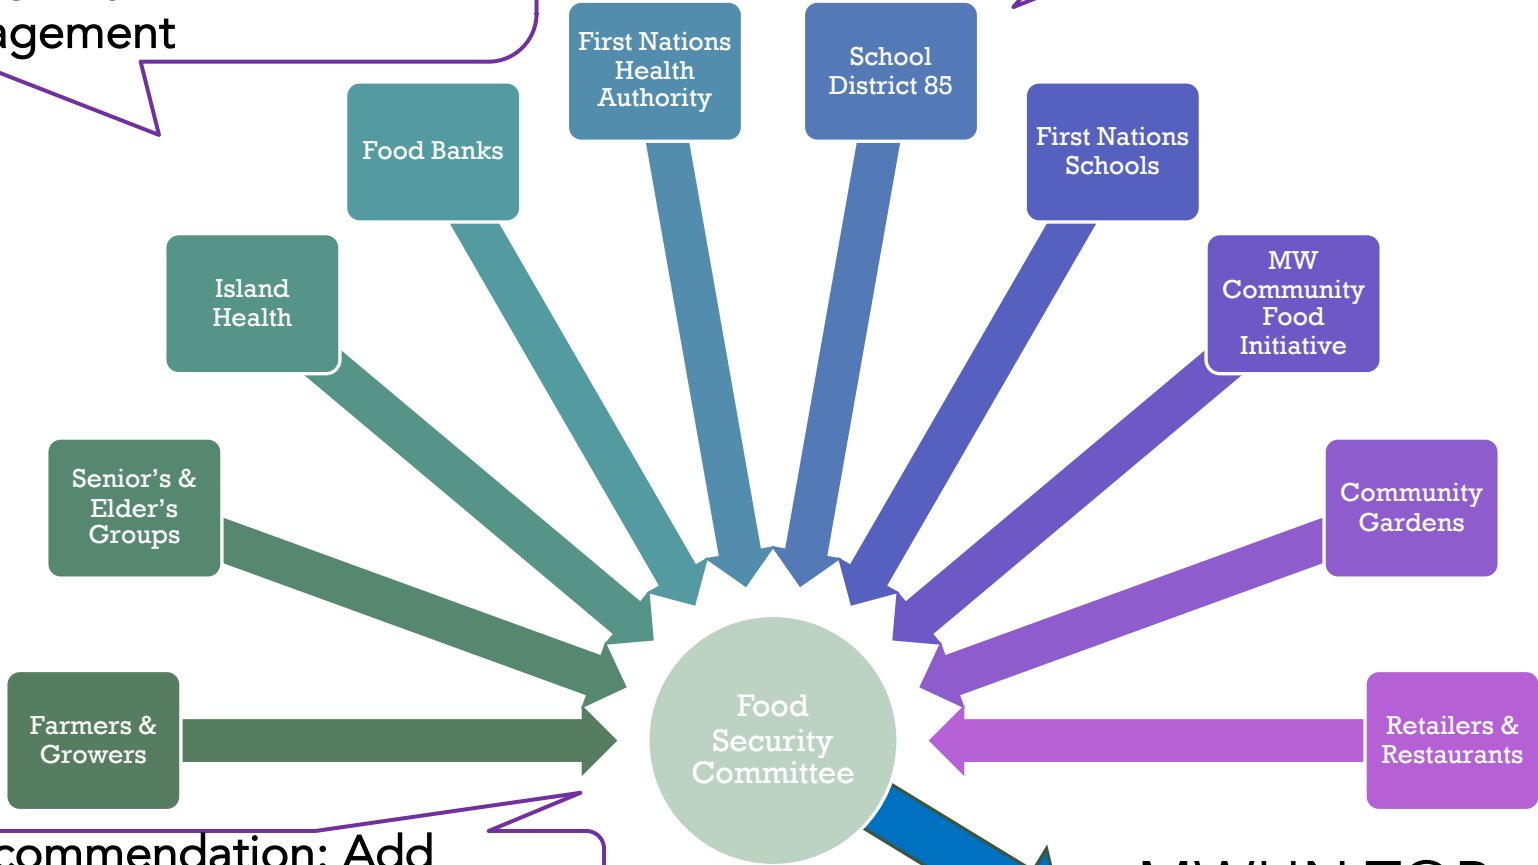 agement
First Nations
Health
Authority
School
District 85
Food Banks
First Nations
Schools
Island
Health
MW
Community
Food
Initiative
Senior’s &
Elder’s
Groups
Community
Gardens
Farmers &
Growers
Food
Security
Committee
Retailers &
Restaurants
commendation: Add